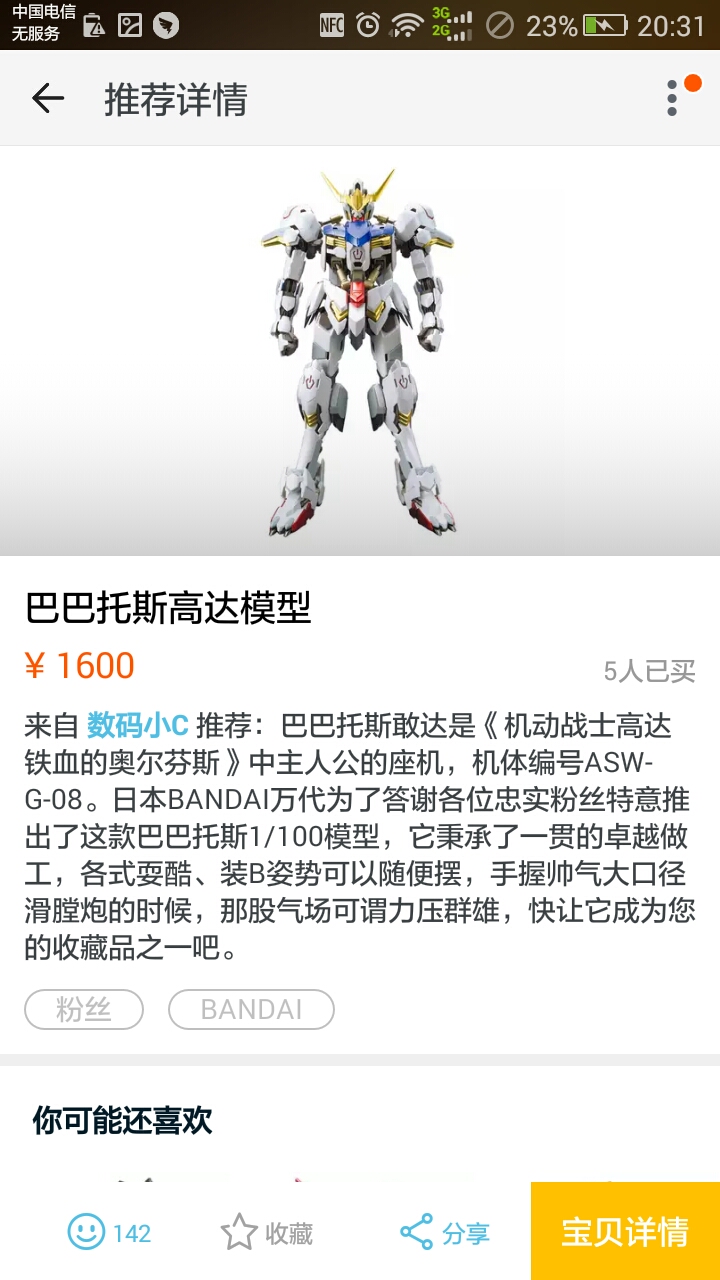 中国电信
无服务
NFC
3G
2G
23%
20:31
推荐详情
巴巴托斯高达模型
¥ 1600
5人已买
来自 数码小C 推荐：巴巴托斯敢达是《机动战士高达
铁血的奥尔芬斯》中主人公的座机，机体编号ASW-
G-08。日本BANDAI万代为了答谢各位忠实粉丝特意推
出了这款巴巴托斯1/100模型，它秉承了一贯的卓越做
工，各式耍酷、装B姿势可以随便摆，手握帅气大口径
滑膛炮的时候，那股气场可谓力压群雄，快让它成为您
的收藏品之一吧。
粉丝
BANDAI
你可能还喜欢
142
收藏
分享
宝贝详情